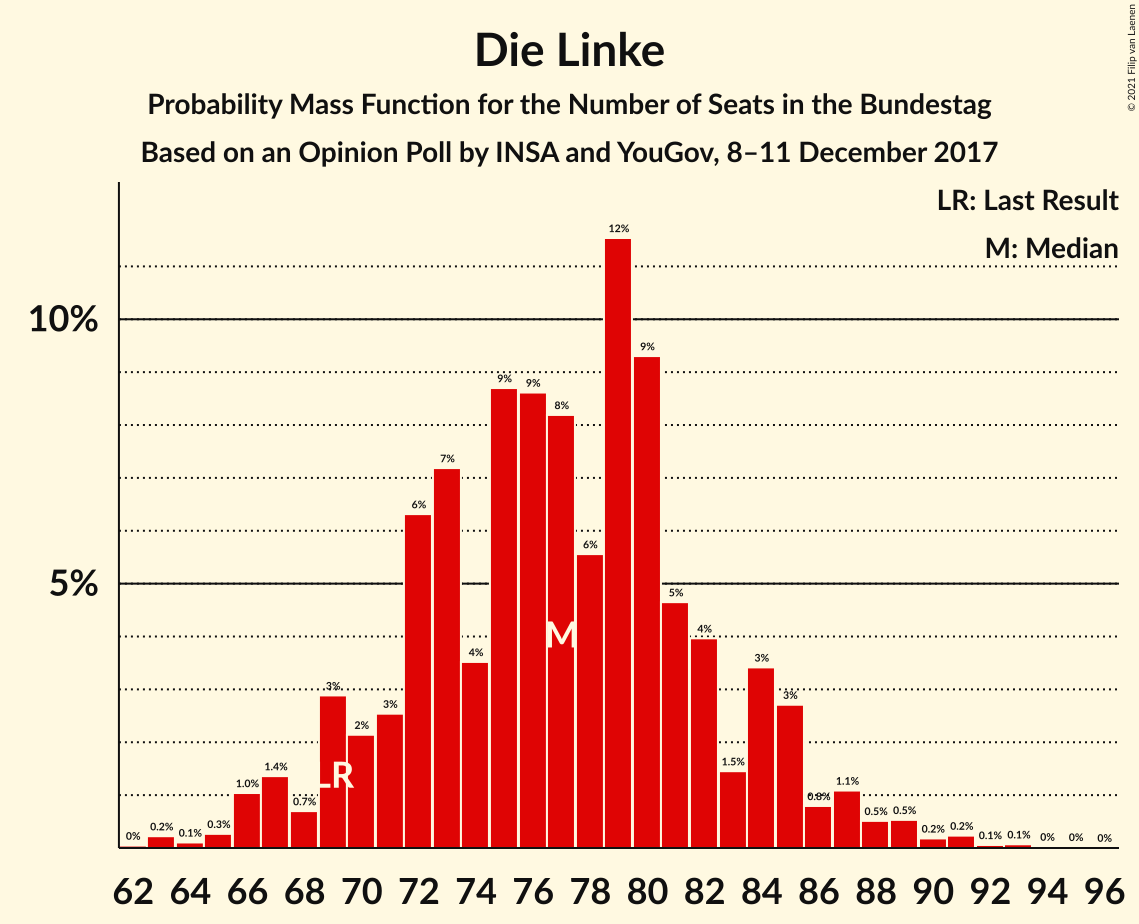 Die Linke
Probability Mass Function for the Number of Seats in the Bundestag
Based on an Opinion Poll by INSA and YouGov, 8–11 December 2017
© 2021 Filip van Laenen
LR: Last Result
M: Median
10%
5%
0% 0.2% 0.1% 0.3% 1.0% 1.4% 0.7% 3% 2% 3% 6% 7% 4% 9% 9% 8% 6% 12% 9% 5% 4% 1.5% 3% 3% 0.8% 1.1% 0.5% 0.5% 0.2% 0.2% 0.1% 0.1% 0% 0% 0%
M
LR
62 64 66 68 70 72 74 76 78 80 82 84 86 88 90 92 94 96